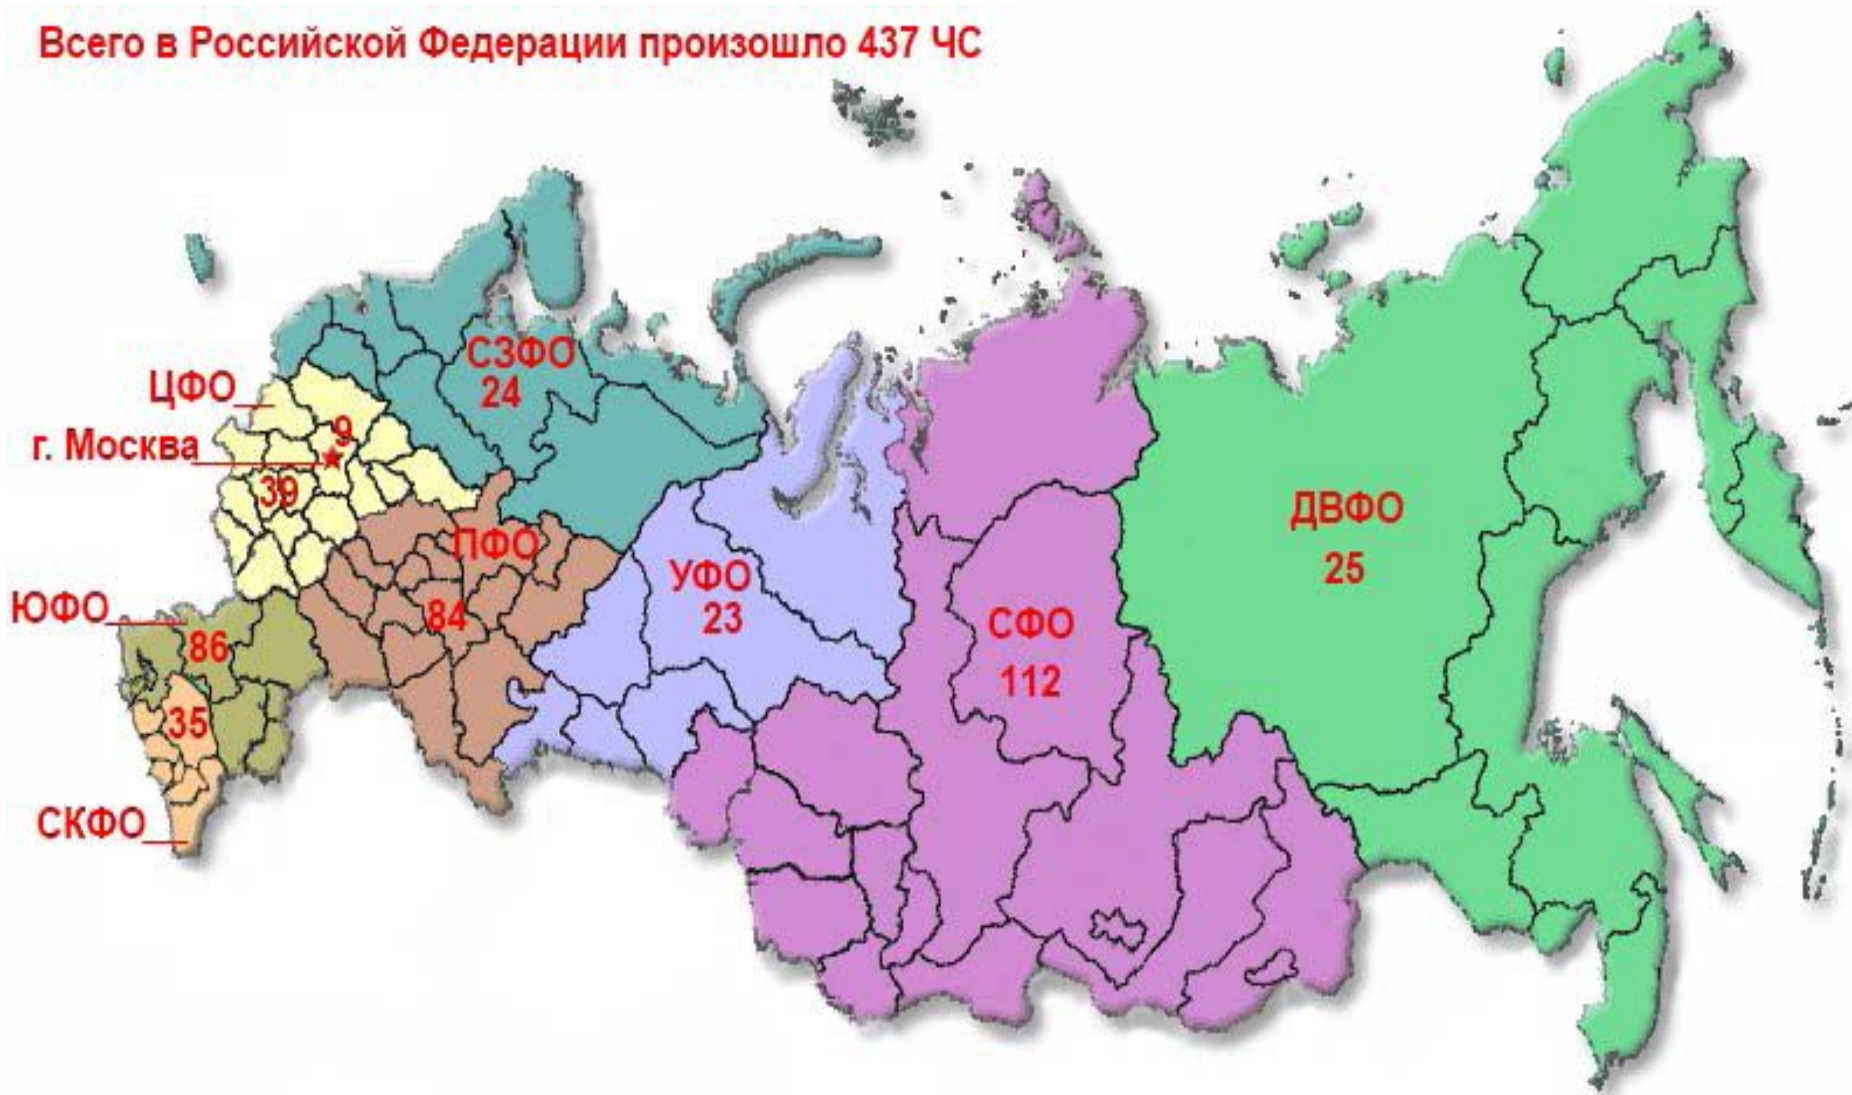 Всего в Российской Федерации произошло 437 ЧС
СЗФО
24
ЦФО
9
г. Москва
39
ПФО
84
ЮФО
86
35
СКФО
УФО
23
СФО
112
ДВФО
25